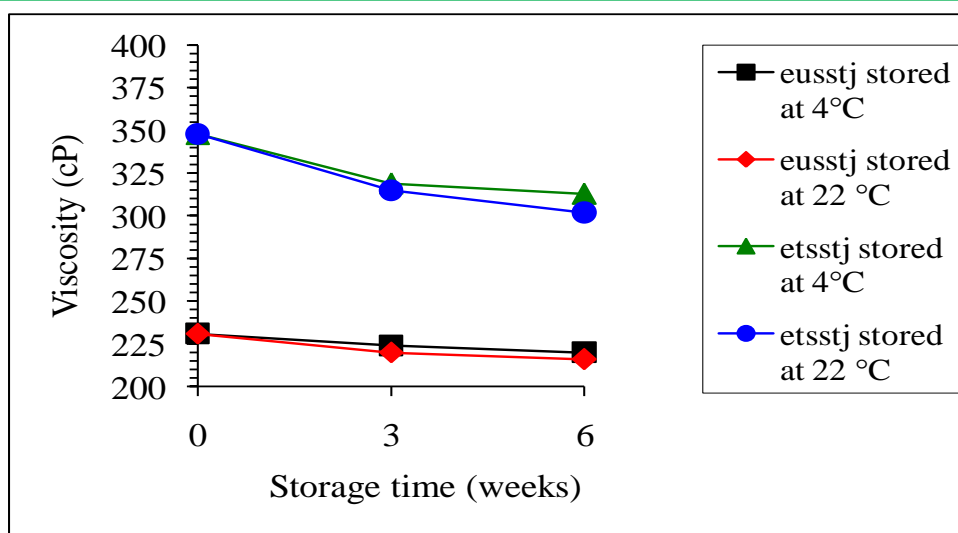 400
375
350
325
300
275
250
225
200
Viscosity (cP)
0 3 6
Storage time (weeks)
eusstj stored
at 4°C
eusstj stored
at 22 °C
etsstj stored
at 4°C
etsstj stored
at 22 °C